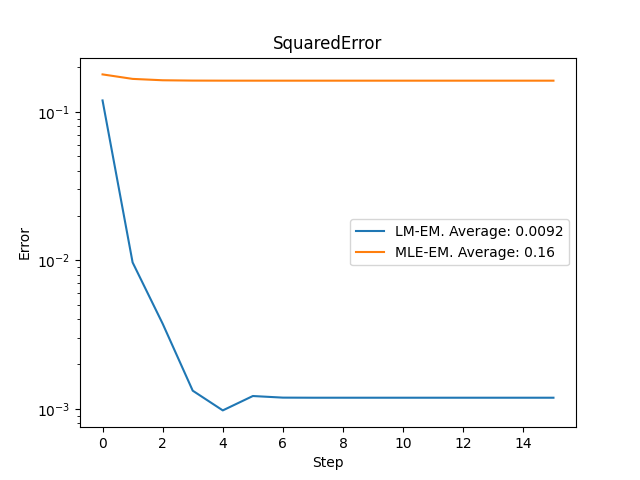 SquaredError
Error
10⁻¹
10⁻²
10⁻³
LM-EM. Average: 0.0092
MLE-EM. Average: 0.16
0 2 4 6 8 10 12 14
Step